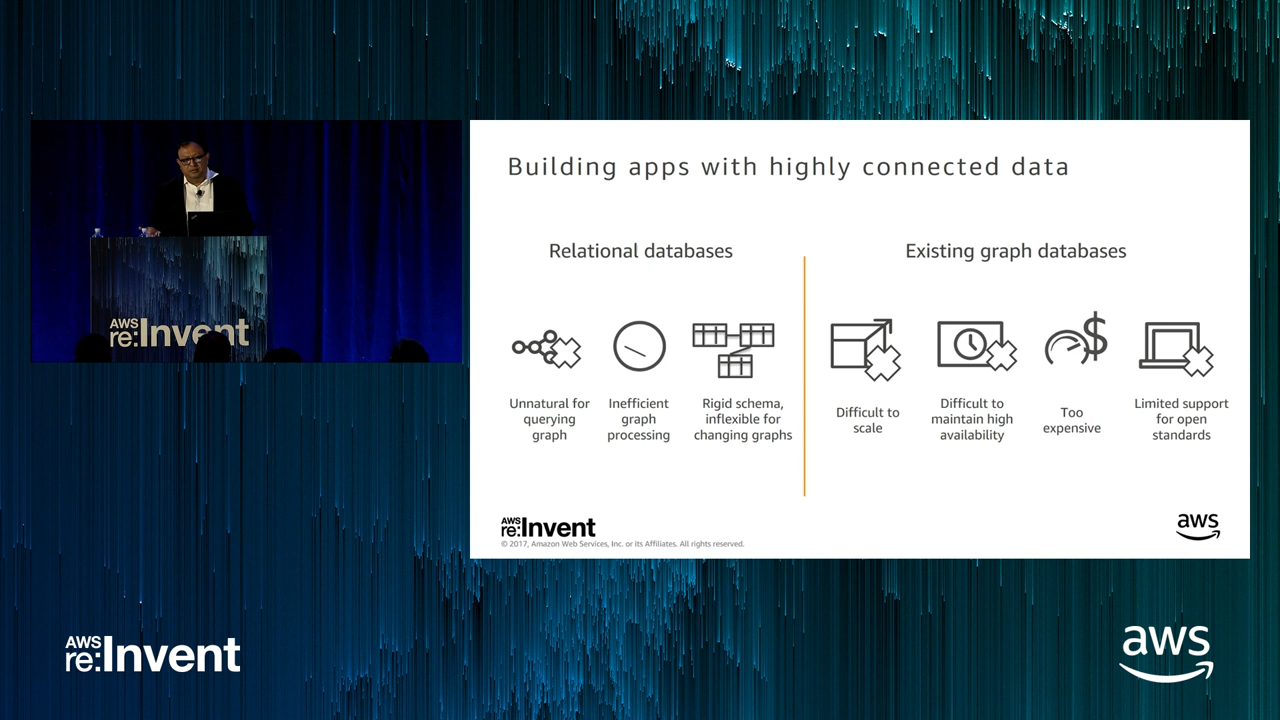 AWS
re:Invent
Building apps with highly connected data
Relational databases
Existing graph databases
Unnatural for
querying
graph
Inefficient
graph
processing
Rigid schema,
inflexible for
changing graphs
Difficult to
scale
Difficult to
maintain high
availability
Too
expensive
Limited support
for open
standards
AWS
re:Invent
© 2017, Amazon Web Services, Inc. or its Affiliates. All rights reserved.
aws
AWS
re:Invent
aws